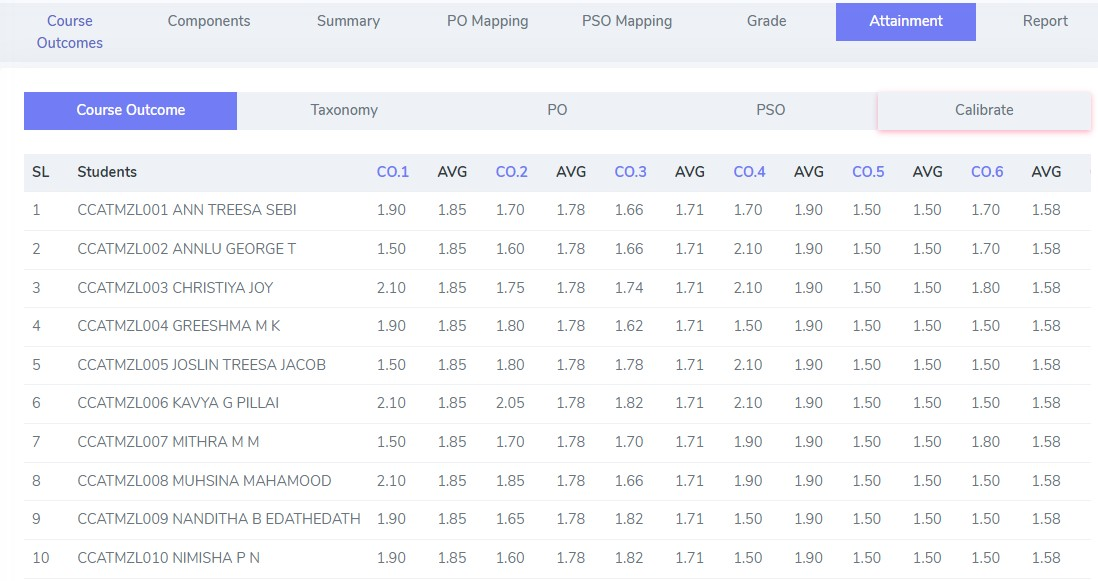 Course Outcomes Components Summary PO Mapping PSO Mapping Grade Attainment Report
Course Outcome Taxonomy PO PSO Calibrate
SL Students CO.1 AVG CO.2 AVG CO.3 AVG CO.4 AVG CO.5 AVG CO.6 AVG
1 CCATMZL001 ANN TREESA SEBI 1.90 1.85 1.70 1.78 1.66 1.71 1.70 1.90 1.50 1.50 1.70 1.58
2 CCATMZL002 ANNLU GEORGE T 1.50 1.85 1.60 1.78 1.66 1.71 2.10 1.90 1.50 1.50 1.70 1.58
3 CCATMZL003 CHRISTIYA JOY 2.10 1.85 1.75 1.78 1.74 1.71 2.10 1.90 1.50 1.50 1.80 1.58
4 CCATMZL004 GREESHMA M K 1.90 1.85 1.80 1.78 1.62 1.71 1.50 1.90 1.50 1.50 1.50 1.58
5 CCATMZL005 JOSLIN TREESA JACOB 1.50 1.85 1.80 1.78 1.78 1.71 2.10 1.90 1.50 1.50 1.50 1.58
6 CCATMZL006 KAVYA G PILLAI 2.10 1.85 2.05 1.78 1.82 1.71 2.10 1.90 1.50 1.50 1.50 1.58
7 CCATMZL007 MITHRA M M 1.50 1.85 1.70 1.78 1.70 1.71 1.90 1.90 1.50 1.50 1.80 1.58
8 CCATMZL008 MUHSINA MAHAMOOD 2.10 1.85 1.85 1.78 1.66 1.71 1.90 1.90 1.50 1.50 1.50 1.58
9 CCATMZL009 NANDITHA B EDATHEDATH 1.90 1.85 1.65 1.78 1.82 1.71 1.50 1.90 1.50 1.50 1.50 1.58
10 CCATMZL010 NIMISHA P N 1.90 1.85 1.60 1.78 1.82 1.71 1.50 1.90 1.50 1.50 1.50 1.58